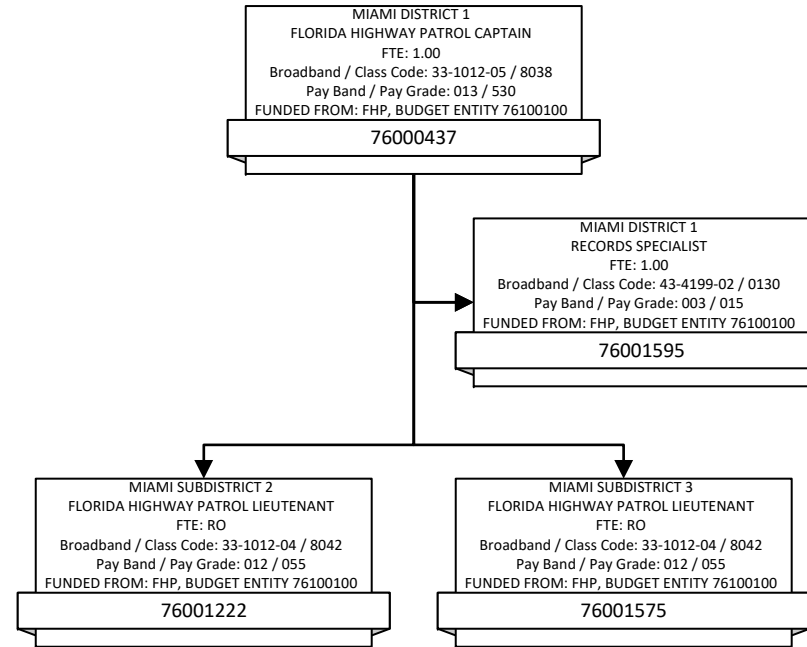 MIAMI DISTRICT 1
FLORIDA HIGHWAY PATROL CAPTAIN
FTE: 1.00
Broadband / Class Code: 33-1012-05 / 8038
Pay Band / Pay Grade: 013 / 530
FUNDED FROM: FHP, BUDGET ENTITY 76100100
76000437
MIAMI DISTRICT 1
RECORDS SPECIALIST
FTE: 1.00
Broadband / Class Code: 43-4199-02 / 0130
Pay Band / Pay Grade: 003 / 015
FUNDED FROM: FHP, BUDGET ENTITY 76100100
76001595
MIAMI SUBDISTRICT 2
FLORIDA HIGHWAY PATROL LIEUTENANT
FTE: RO
Broadband / Class Code: 33-1012-04 / 8042
Pay Band / Pay Grade: 012 / 055
FUNDED FROM: FHP, BUDGET ENTITY 76100100
76001222
MIAMI SUBDISTRICT 3
FLORIDA HIGHWAY PATROL LIEUTENANT
FTE: RO
Broadband / Class Code: 33-1012-04 / 8042
Pay Band / Pay Grade: 012 / 055
FUNDED FROM: FHP, BUDGET ENTITY 76100100
76001575